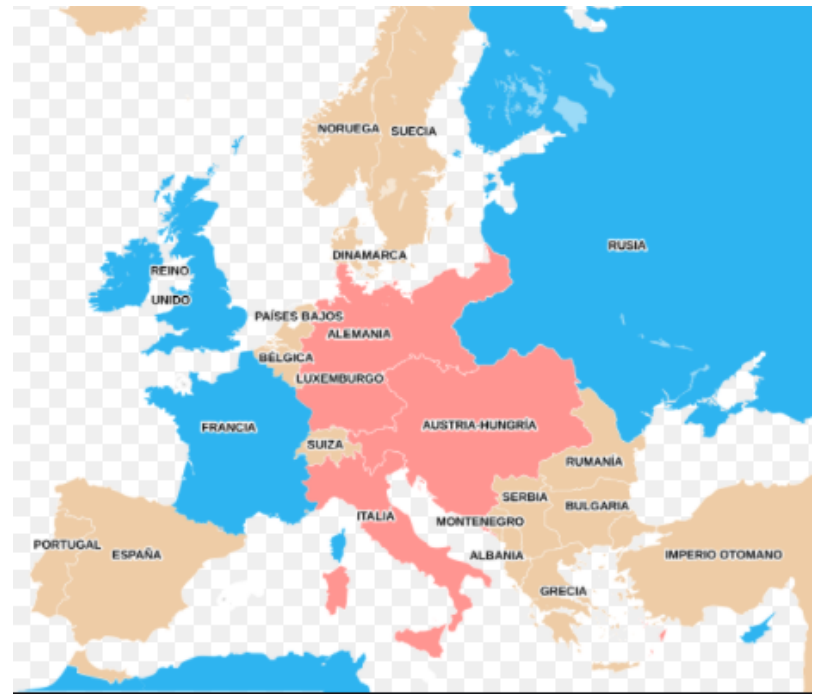 NORUEGA
SUECIA
RUSIA
DINAMARCA
REINO
UNIDO
PAÍSES BAJOS
ALEMANIA
BÉLGICA
LUXEMBURGO
FRANCIA
AUSTRIA-HUNGRÍA
SUIZA
RUMANÍA
SERBIA
BULGARIA
ITALIA
MONTENEGRO
PORTUGAL
ESPAÑA
ALBANIA
IMPERIO OTOMANO
GRECIA